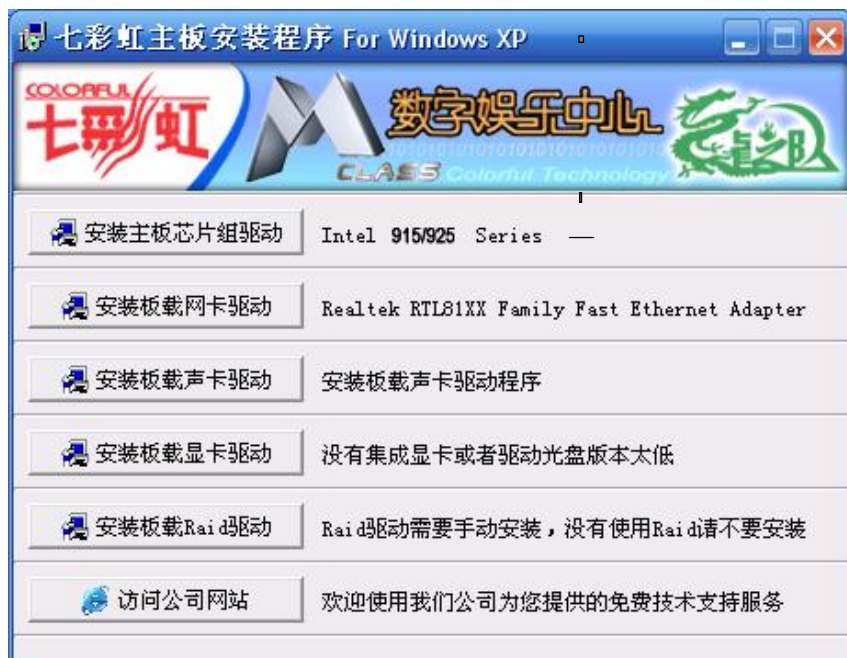 七彩虹主板安装程序 For Windows XP
COLORFUL
七彩虹
数字娱乐中心
010101010101010101010101010
CLASS Colorful Technology
之队
安装主板芯片组驱动 Intel 915/925 Series
安装板载网卡驱动 Realtek RTL81XX Family Fast Ethernet Adapter
安装板载声卡驱动 安装板载声卡驱动程序
安装板载显卡驱动 没有集成显卡或者驱动光盘版本太低
安装板载Raid驱动 Raid驱动需要手动安装，没有使用Raid请不要安装
访问公司网站 欢迎使用我们公司为您提供的免费技术支持服务